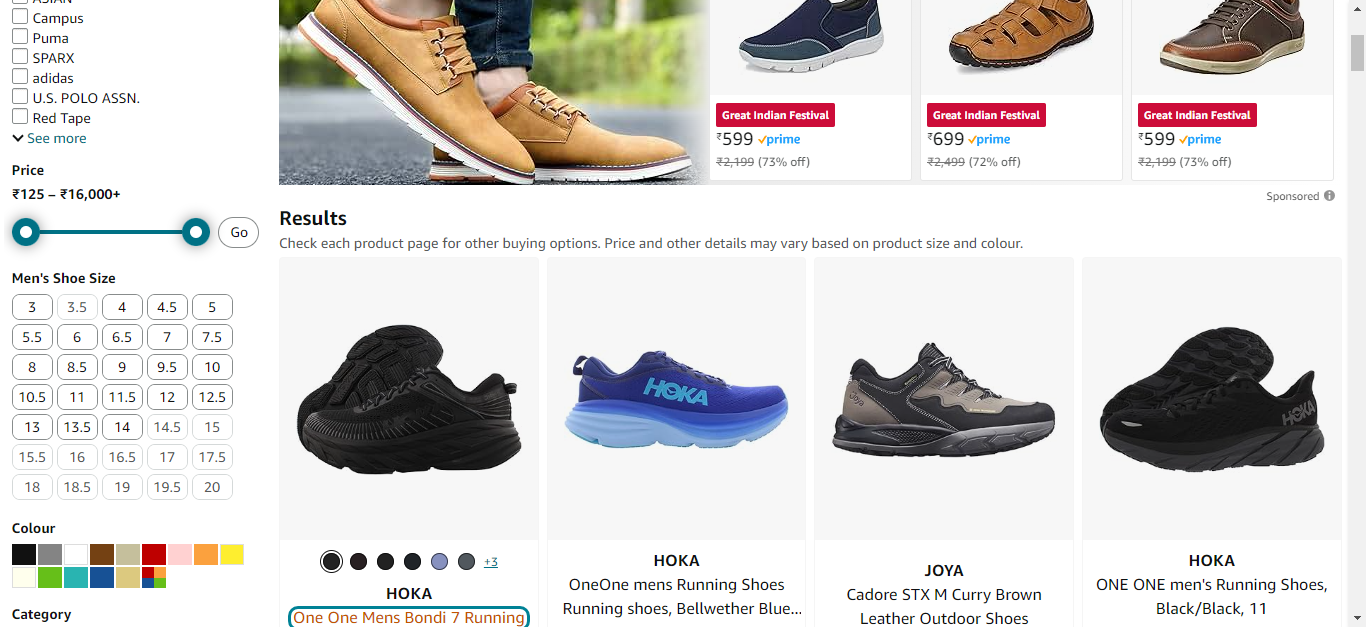 ASIAN
Campus
Puma
SPARX
adidas
U.S. POLO ASSN.
Red Tape
See more
Price
₹125 – ₹16,000+
Go
Men's Shoe Size
3 3.5 4 4.5 5
5.5 6 6.5 7 7.5
8 8.5 9 9.5 10
10.5 11 11.5 12 12.5
13 13.5 14 14.5 15
15.5 16 16.5 17 17.5
18 18.5 19 19.5 20
Colour
Category
Great Indian Festival
₹599 prime
₹2,199 (73% off)
Great Indian Festival
₹699 prime
₹2,499 (72% off)
Great Indian Festival
₹599 prime
₹2,199 (73% off)
Sponsored
Results
Check each product page for other buying options. Price and other details may vary based on product size and colour.
+3
HOKA
One One Mens Bondi 7 Running
HOKA
HOKA
OneOne mens Running Shoes
Running shoes, Bellwether Blue...
Joya
JOYA
Cadore STX M Curry Brown
Leather Outdoor Shoes
HOKA
HOKA
ONE ONE men's Running Shoes,
Black/Black, 11